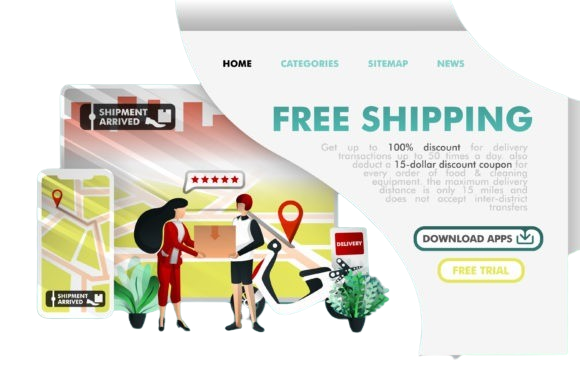 HOME CATEGORIES SITEMAP NEWS
FREE SHIPPING
Get up to 100% discount for delivery
transactions up to 50 times a day. also
daduct a 15-dollar discount coupon for
every order of food & cleaning
equipment. the maximum delivery
distance is only 15 miles and
does not accept inter-district
transfers
DOWNLOAD APPS
FREE TRIAL
SHIPMENT
ARRIVED
DELIVERY
SHIPMENT
ARRIVED